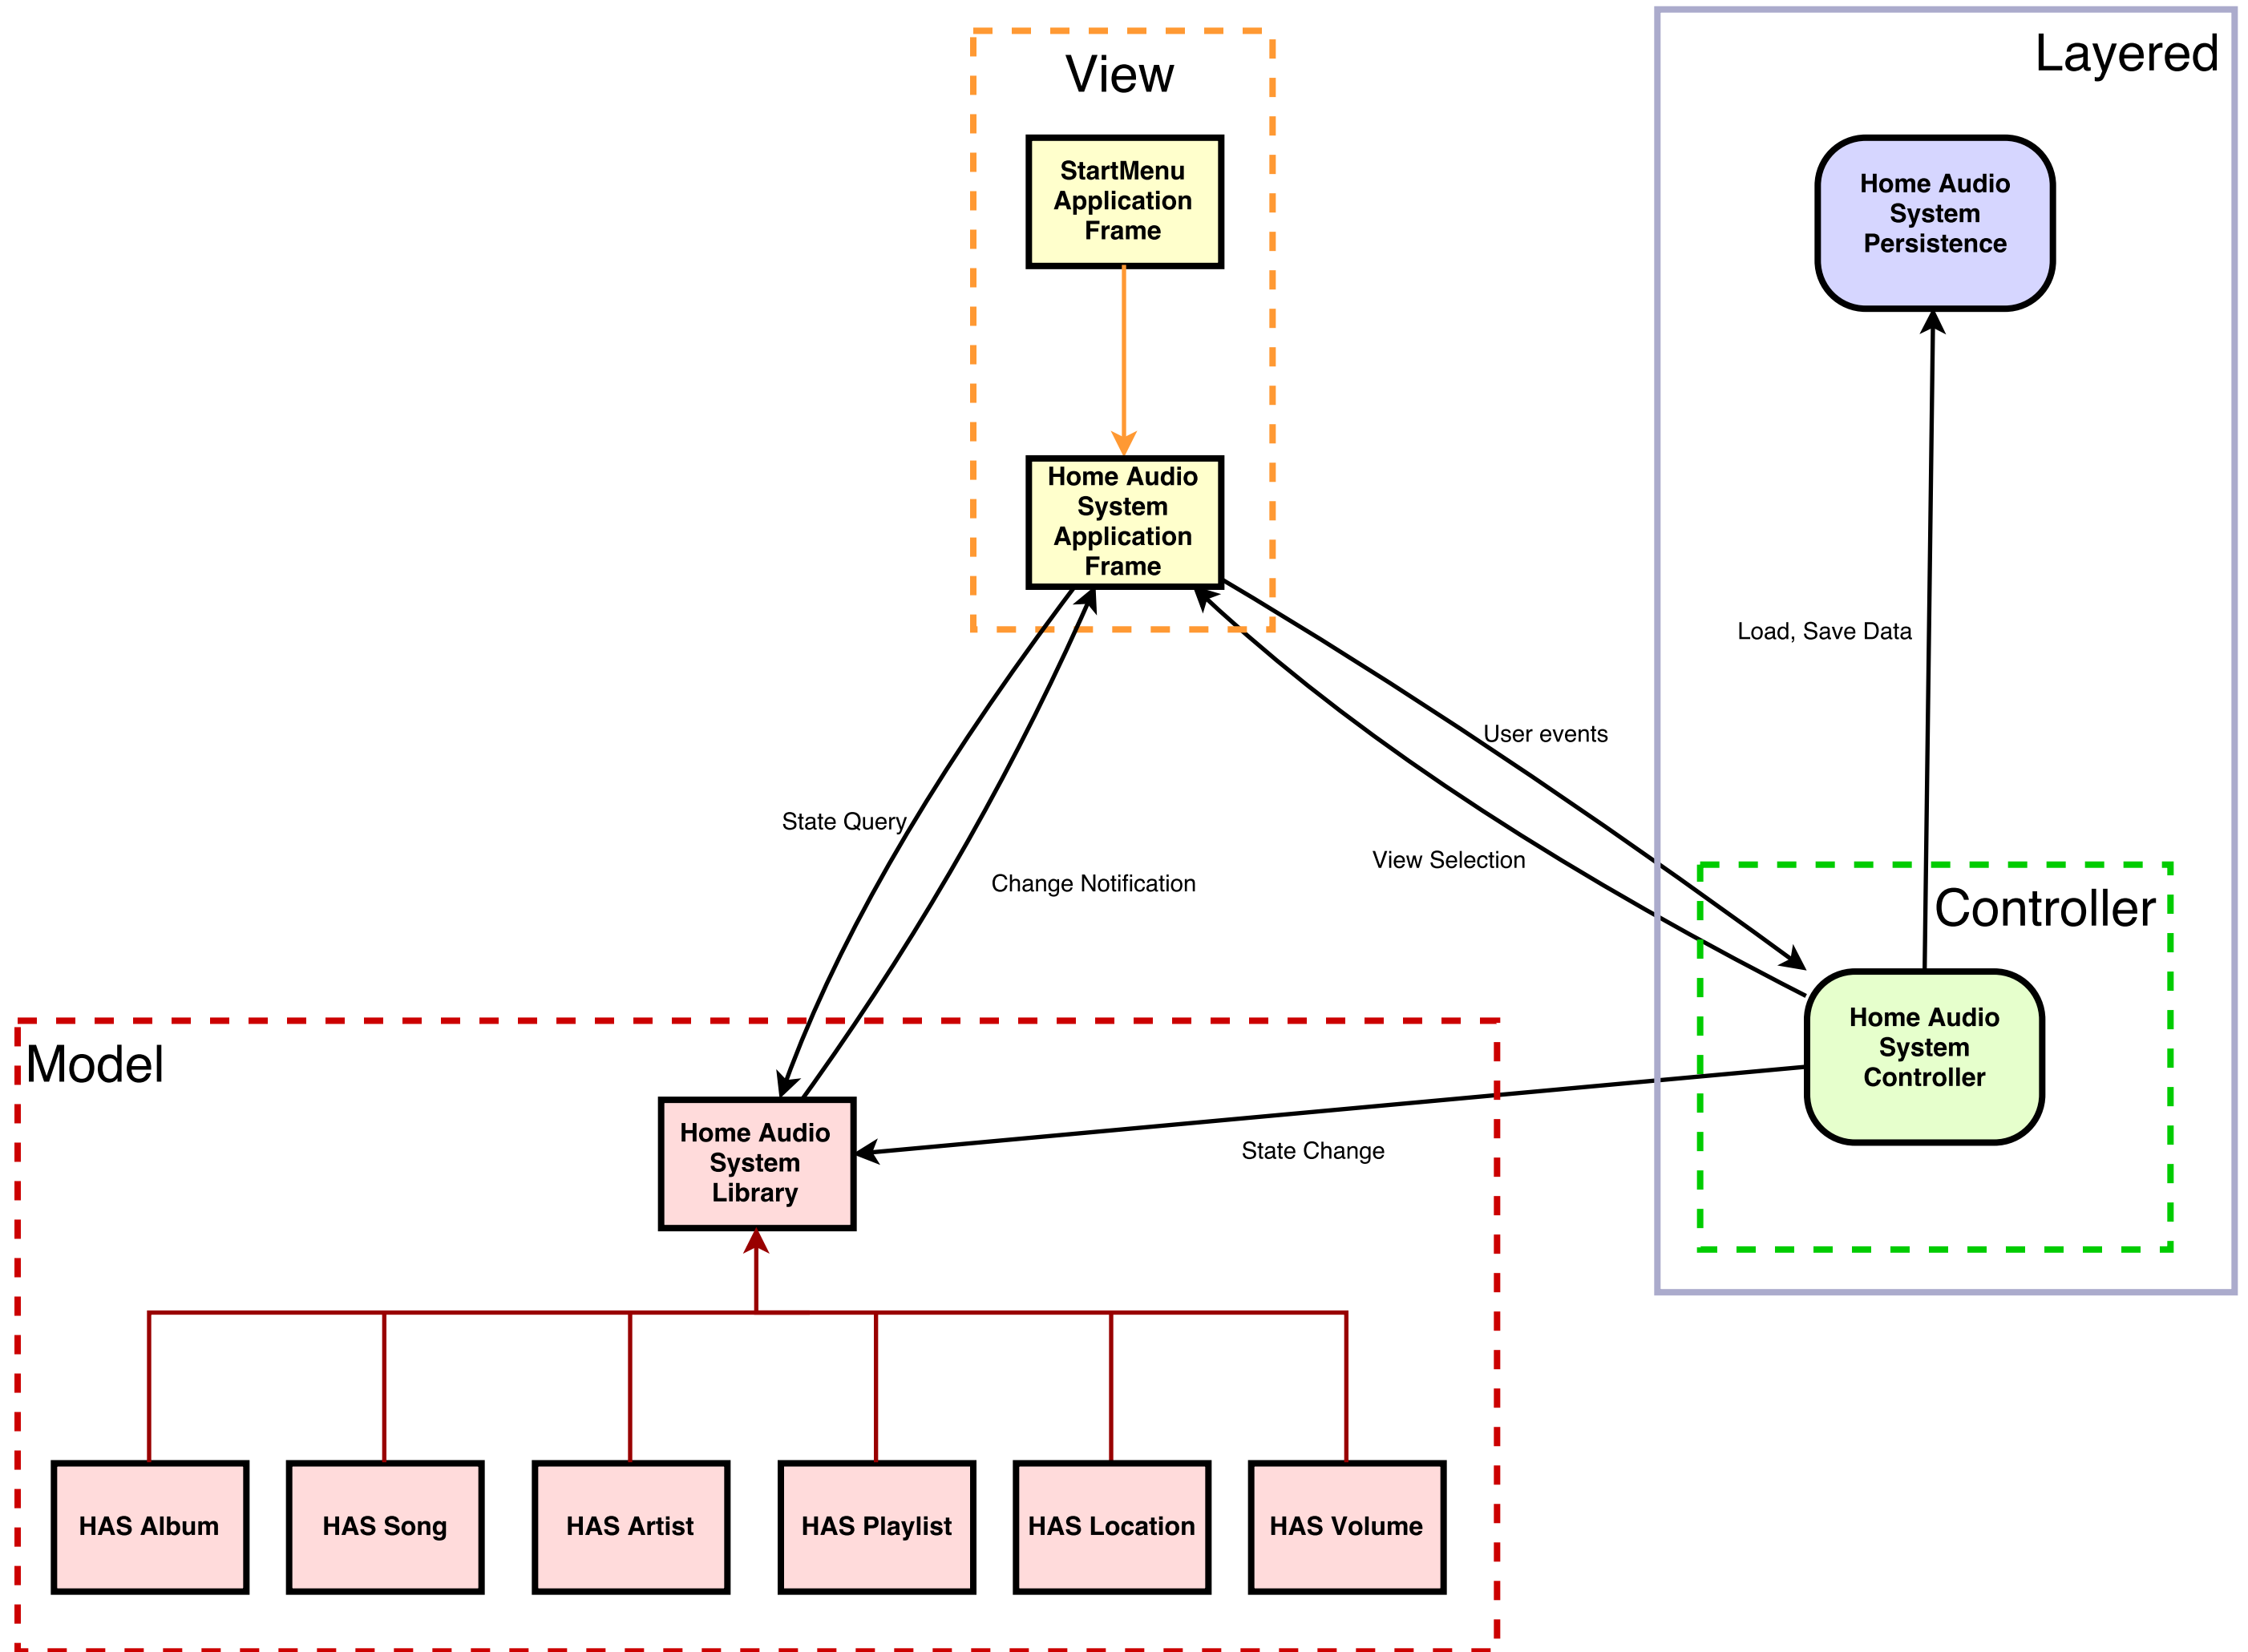 View
StartMenu
Application
Frame
Home Audio
System
Application
Frame
Layered
Home Audio
System
Persistence
Load, Save Data
User events
View Selection
State Query
Change Notification
Controller
Home Audio
System
Controller
State Change
Model
Home Audio
System
Library
HAS Album
HAS Song
HAS Artist
HAS Playlist
HAS Location
HAS Volume